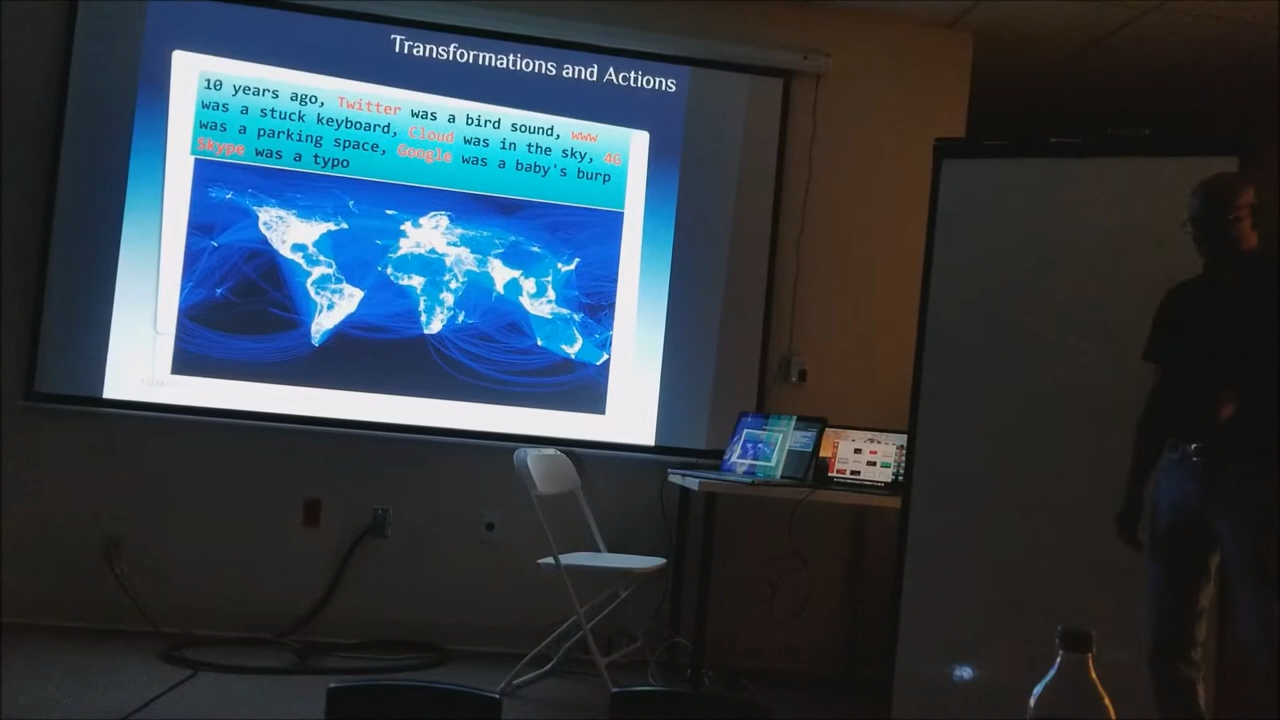 Transformations and Actions
10 years ago, Twitter was a bird sound, www
was a stuck keyboard, Cloud was in the sky, 4G
was a parking space, Google was a baby's burp
Skype was a typo